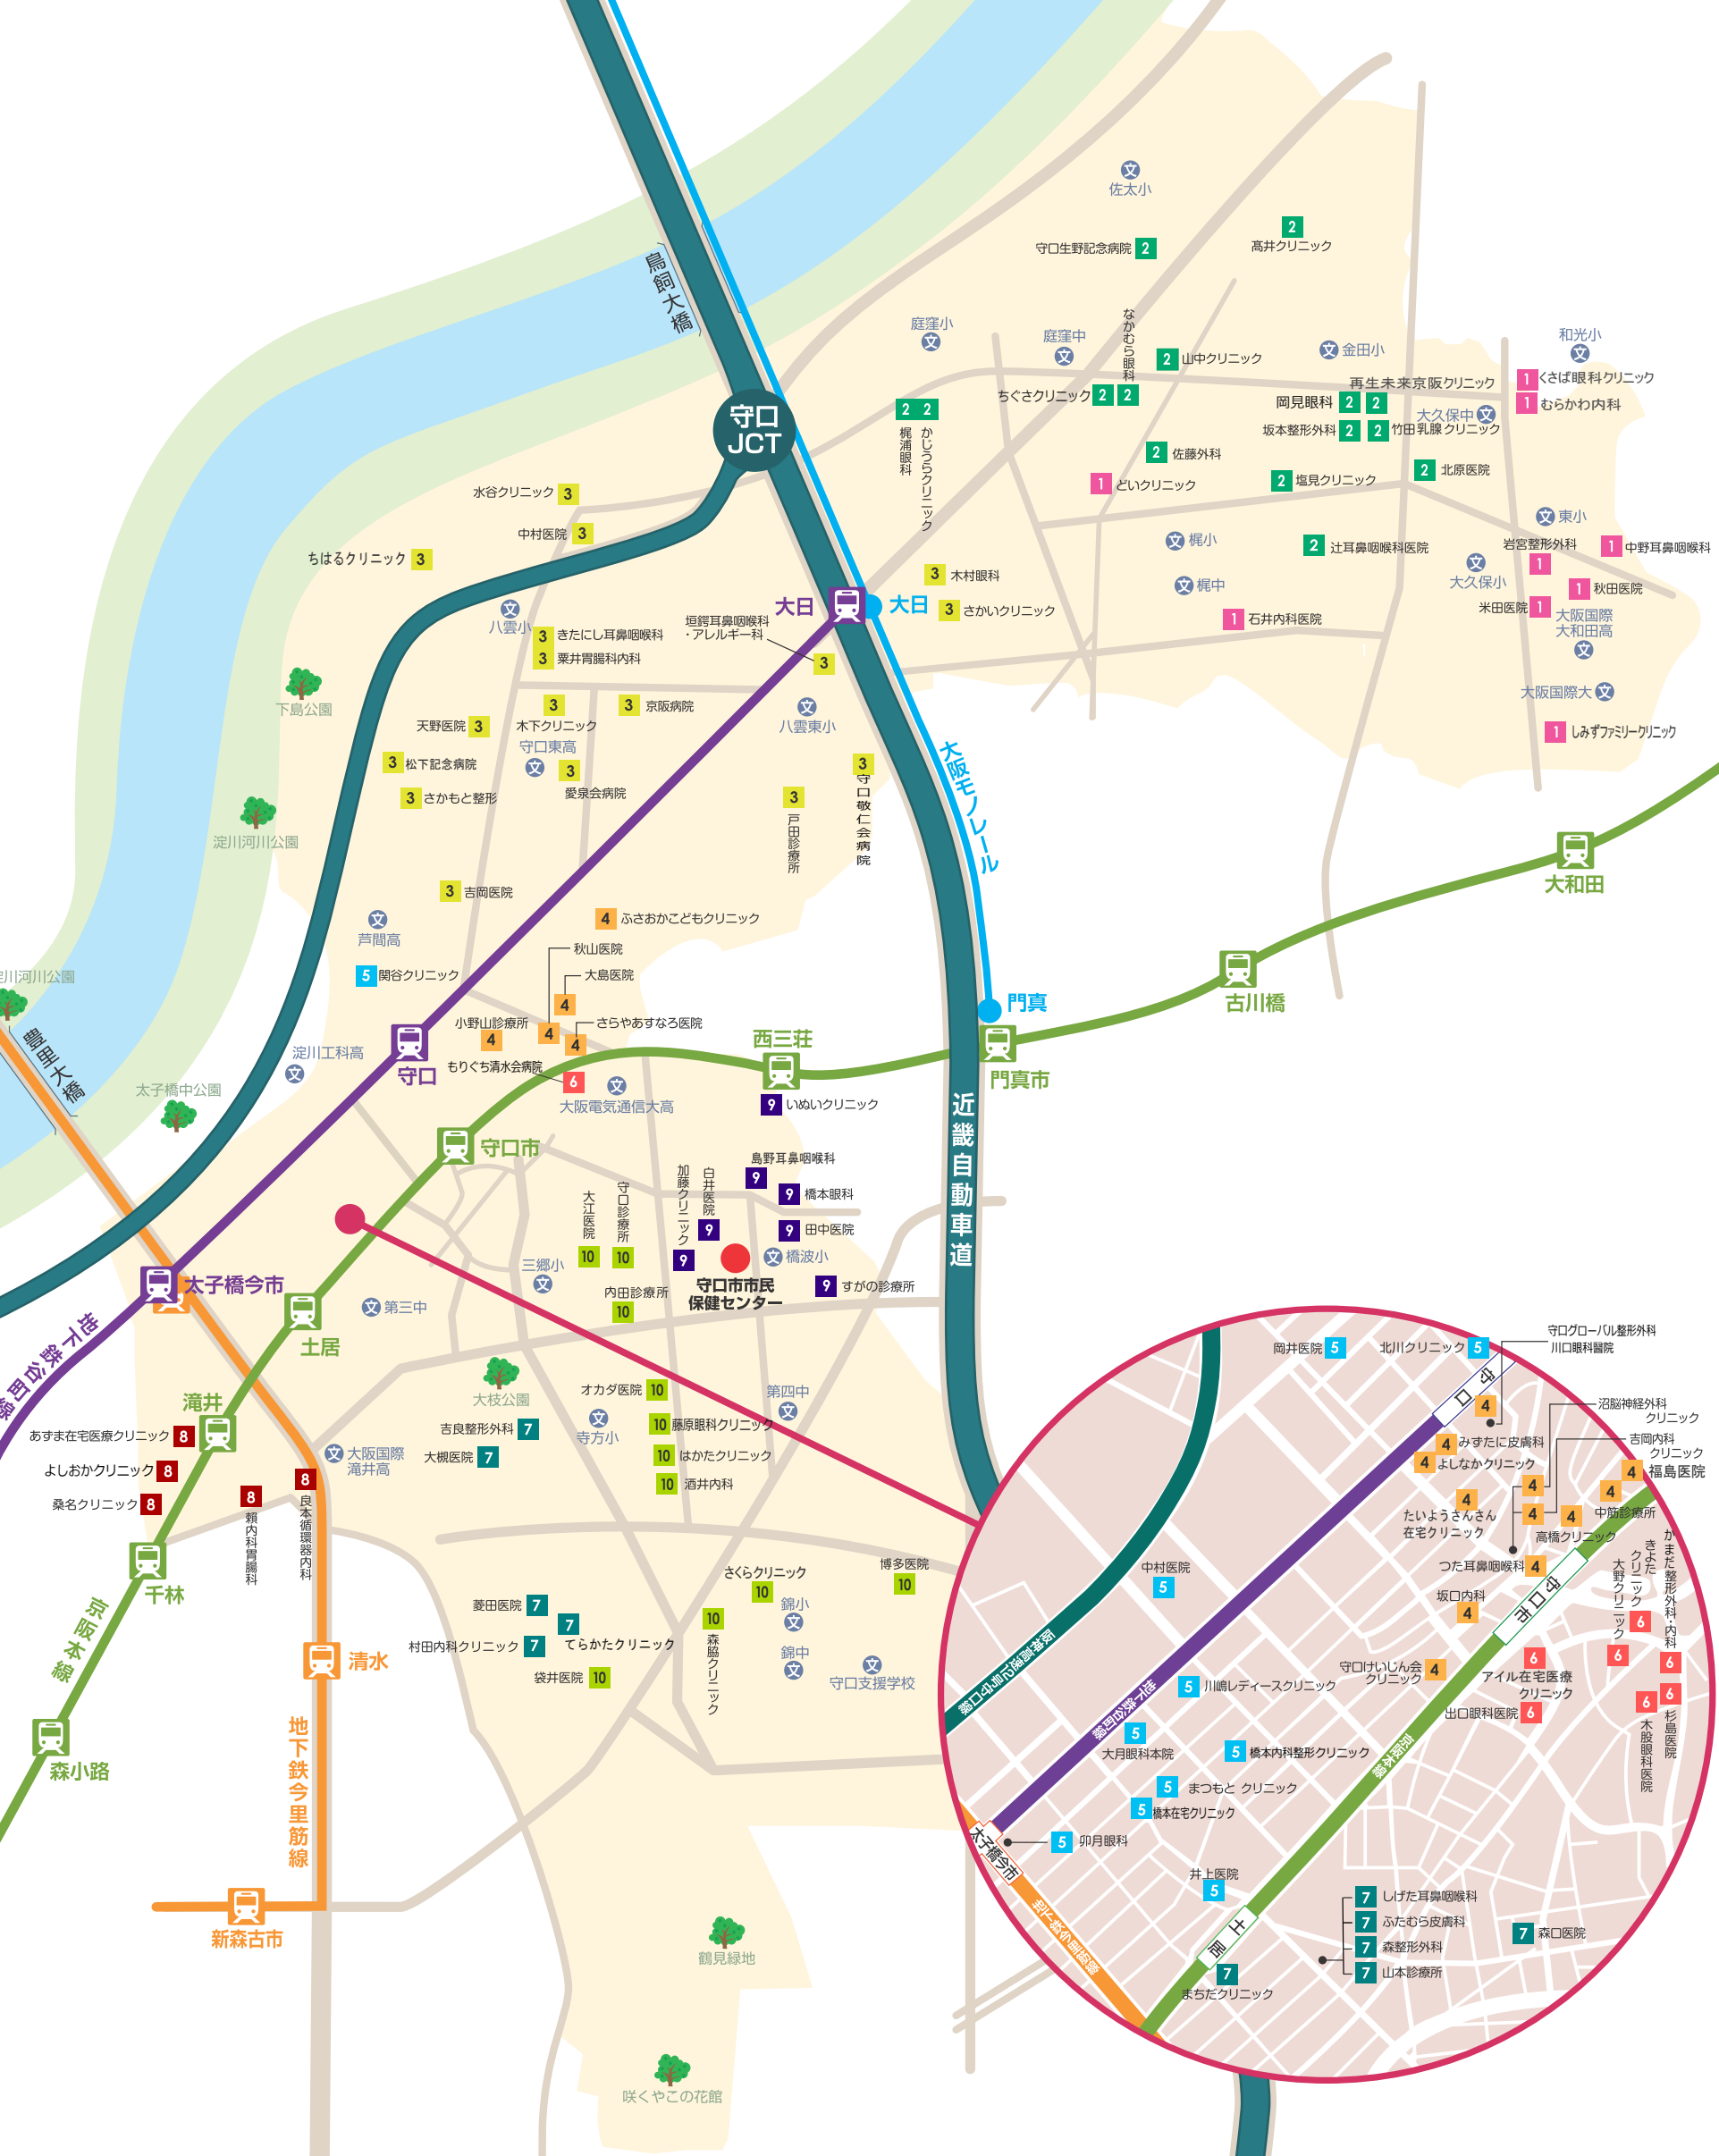 佐太小
2
髙井クリニック
守口生野記念病院 2
鳥飼大橋
庭窪小
庭窪中
なかむら眼科
2 山中クリニック
金田小
和光小
再生未来京阪クリニック
1 くさば眼科クリニック
ちぐさクリニック 2 2
岡見眼科 2 2
1 むらかわ内科
守口
JCT
2 2
梶浦眼科
かじうらクリニック
大久保中
坂本整形外科 2
2 竹田乳腺クリニック
2 佐藤外科
2 北原医院
1 どいクリニック
2 塩見クリニック
水谷クリニック 3
中村医院 3
ちはるクリニック 3
東小
梶小
2 辻耳鼻咽喉科医院
岩宮整形外科
1
1 中野耳鼻咽喉科
大久保小
3 木村眼科
梶中
1 秋田医院
大日
大日
3 さかいクリニック
米田医院 1
1 石井内科医院
大阪国際
大和田高
八雲小
垣鍔耳鼻咽喉科
・アレルギー科
3
3 きたにし耳鼻咽喉科
3 粟井胃腸科内科
下島公園
大阪国際大
3
木下クリニック
3 京阪病院
天野医院 3
八雲東小
1 しみずファミリークリニック
守口東高
3 松下記念病院
3
愛泉会病院
3
守口敬仁会病院
大阪モノレール
3 さかもと整形
3
戸田診療所
淀川河川公園
大和田
3 吉岡医院
芦間高
4 ふさおかこどもクリニック
秋山医院
5 関谷クリニック
大島医院
4
淀川河川公園
古川橋
門真
小野山診療所
4
4
4
さらやあすなろ医院
西三荘
豊里大橋
淀川工科高
守口
もりぐち清水会病院
6
大阪電気通信大高
門真市
太子橋中公園
9 いぬいクリニック
近畿自動車道
守口市
島野耳鼻咽喉科
9
加藤クリニック
9
白井医院
9
9 橋本眼科
大江医院
10
守口診療所
10
9 田中医院
橋波小
三郷小
守口市市民
保健センター
9 すがの診療所
太子橋今市
内田診療所
10
第三中
地下鉄谷町線
土居
大枝公園
オカダ医院 10
第四中
滝井
吉良整形外科 7
寺方小
10 藤原眼科クリニック
あずま在宅医療クリニック 8
大阪国際
滝井高
大槻医院 7
10 はかたクリニック
よしおかクリニック 8
10 酒井内科
桑名クリニック 8
8
頼内科胃腸科
8
良本循環器内科
千林
京阪本線
博多医院
10
さくらクリニック
10
菱田医院 7
錦小
10
森脇クリニック
7
てらかたクリニック
村田内科クリニック 7
錦中
袋井医院 10
守口支援学校
清水
森小路
地下鉄今里筋線
新森古市
鶴見緑地
咲くやこの花館
岡井医院 5
北川クリニック 5
守口グローバル整形外科
川口眼科醫院
守口
4
沼脳神経外科
クリニック
4 みずたに皮膚科
吉岡内科
クリニック
4 よしなかクリニック
4 福島医院
4
4
たいようさんさん
在宅クリニック
4
中筋診療所
4
4
高橋クリニック
つた耳鼻咽喉科 4
中村医院
5
坂口内科
4
守口市
きよた
クリニック
6
大野クリニック
6
かまだ整形外科・内科
6
守口けいじん会
クリニック
4
6
アイル在宅医療
クリニック
出口眼科医院 6
6
木股眼科医院
6
杉島医院
阪神高速12号守口線
地下鉄谷町線
5 川嶋レディースクリニック
5
大月眼科本院
5 橋本内科整形クリニック
京阪本線
5 まつもと クリニック
5 橋本在宅クリニック
太子橋今市
5 卯月眼科
井上医院
5
地下鉄今里筋線
土居
7 しげた耳鼻咽喉科
7 ふたむら皮膚科
7 森整形外科
7 山本診療所
7 森口医院
7
まちだクリニック